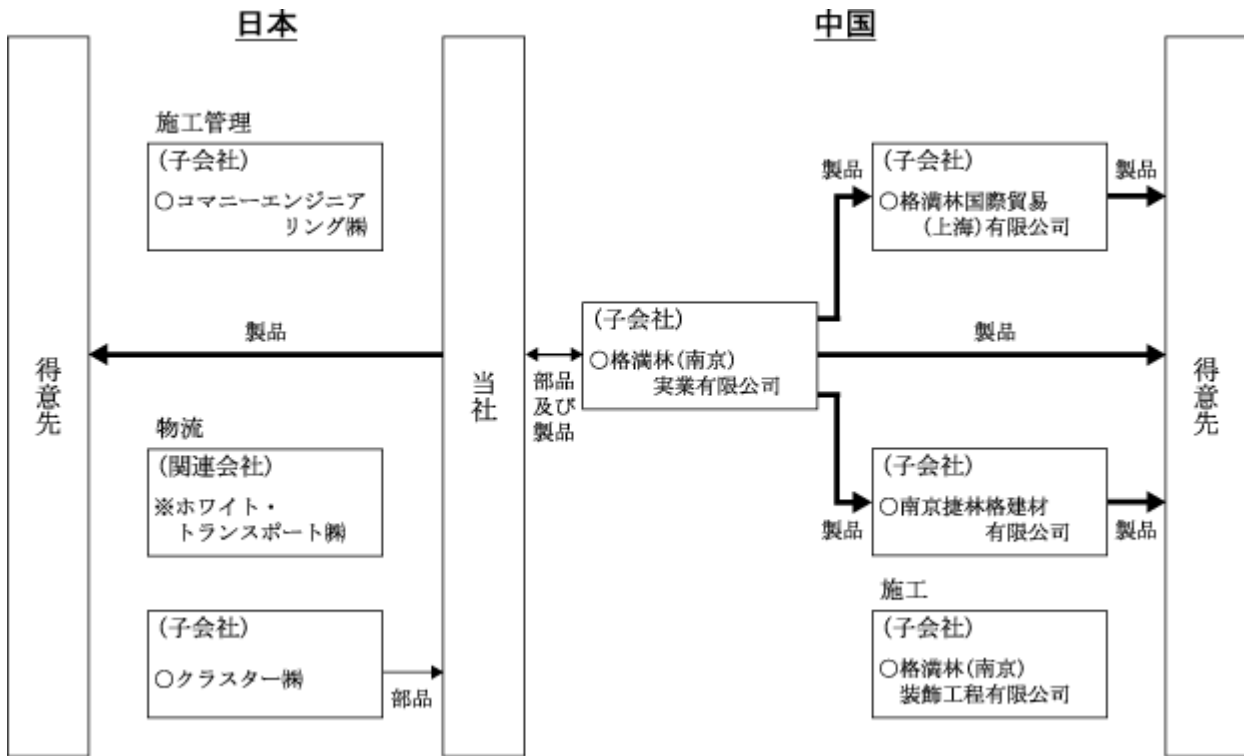 日本
中国
得意先
施工管理
(子会社)
○コマニーエンジニア
リング㈱
製品
物流
(関連会社)
※ホワイト・
トランスポート㈱
(子会社)
○クラスター㈱
部品
当社
部品
及び
製品
(子会社)
○格満林(南京)
実業有限公司
製品
(子会社)
○格満林国際貿易
(上海)有限公司
製品
製品
製品
(子会社)
○南京捷林格建材
有限公司
製品
施工
(子会社)
○格満林(南京)
装飾工程有限公司
得意先